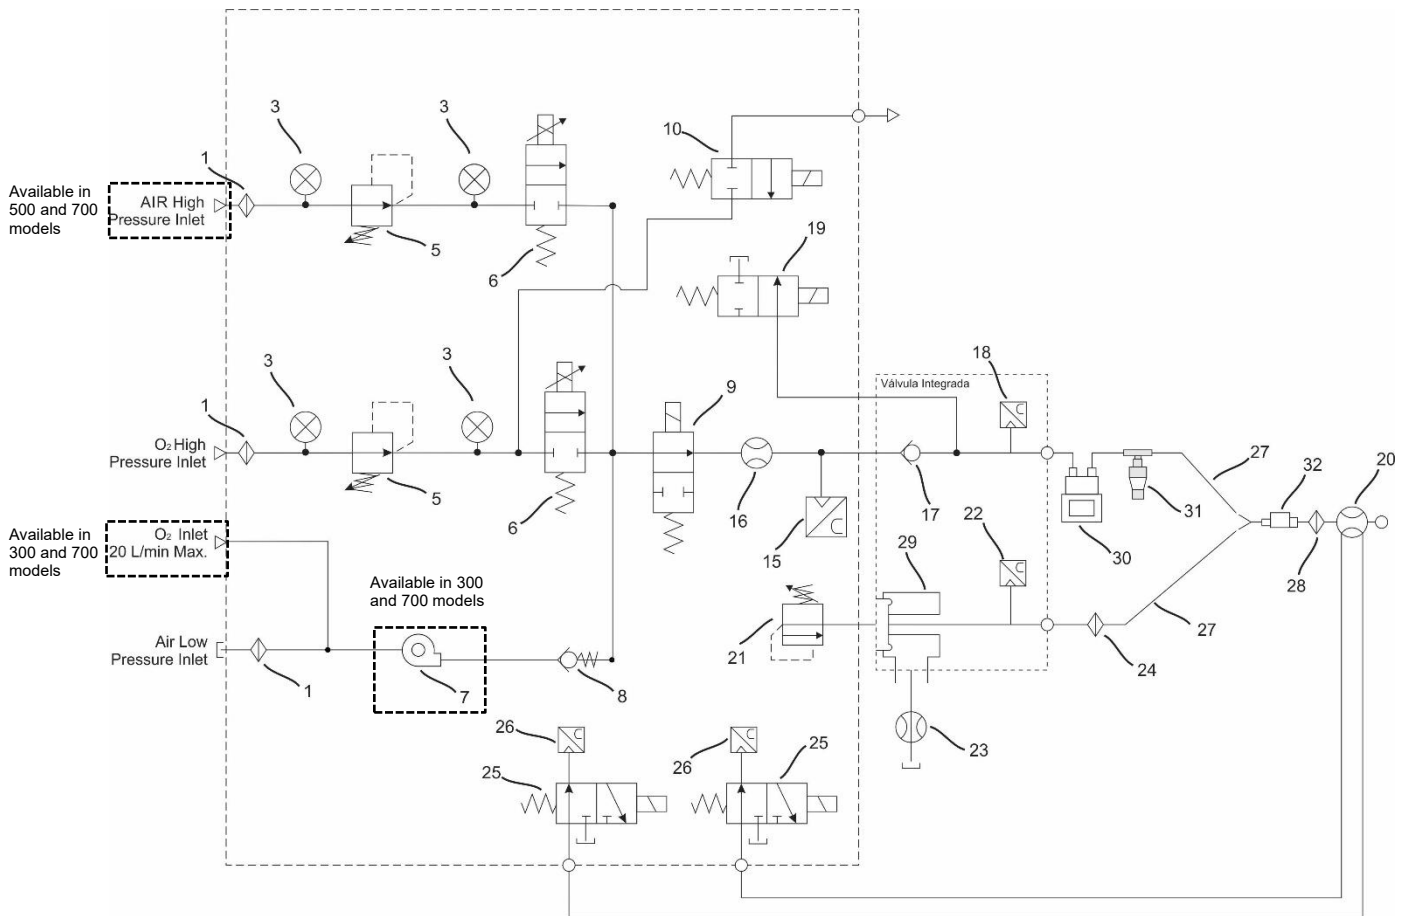 3
3
10
1
Available in
500 and 700
models
AIR High
Pressure Inlet
5
6
19
3
3
18
9
Válvula Integrada
1
O₂ High
Pressure Inlet
27
32
20
5
6
16
17
31
22
15
30
28
Available in
300 and 700
models
O₂ Inlet
20 L/min Max.
29
Available in 300
and 700 models
Air Low
Pressure Inlet
21
27
24
1
7
8
26
26
25
23
25